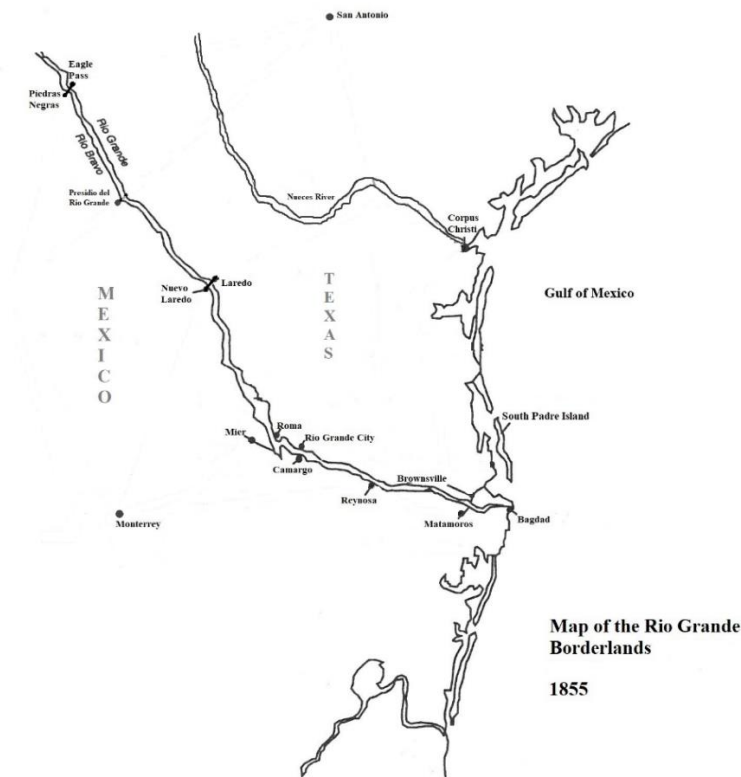 San Antonio
Eagle
Pass
Piedras
Negras
Rio Grande
Rio Bravo
Presidio del
Rio Grande
Nueces River
Corpus
Christi
Nuevo
Laredo
Laredo
MEXICO
TEXAS
Gulf of Mexico
South Padre Island
Roma
Mier
Rio Grande City
Camargo
Brownsville
Reynosa
Matamoros
Bagdad
Monterrey
Map of the Rio Grande
Borderlands
1855